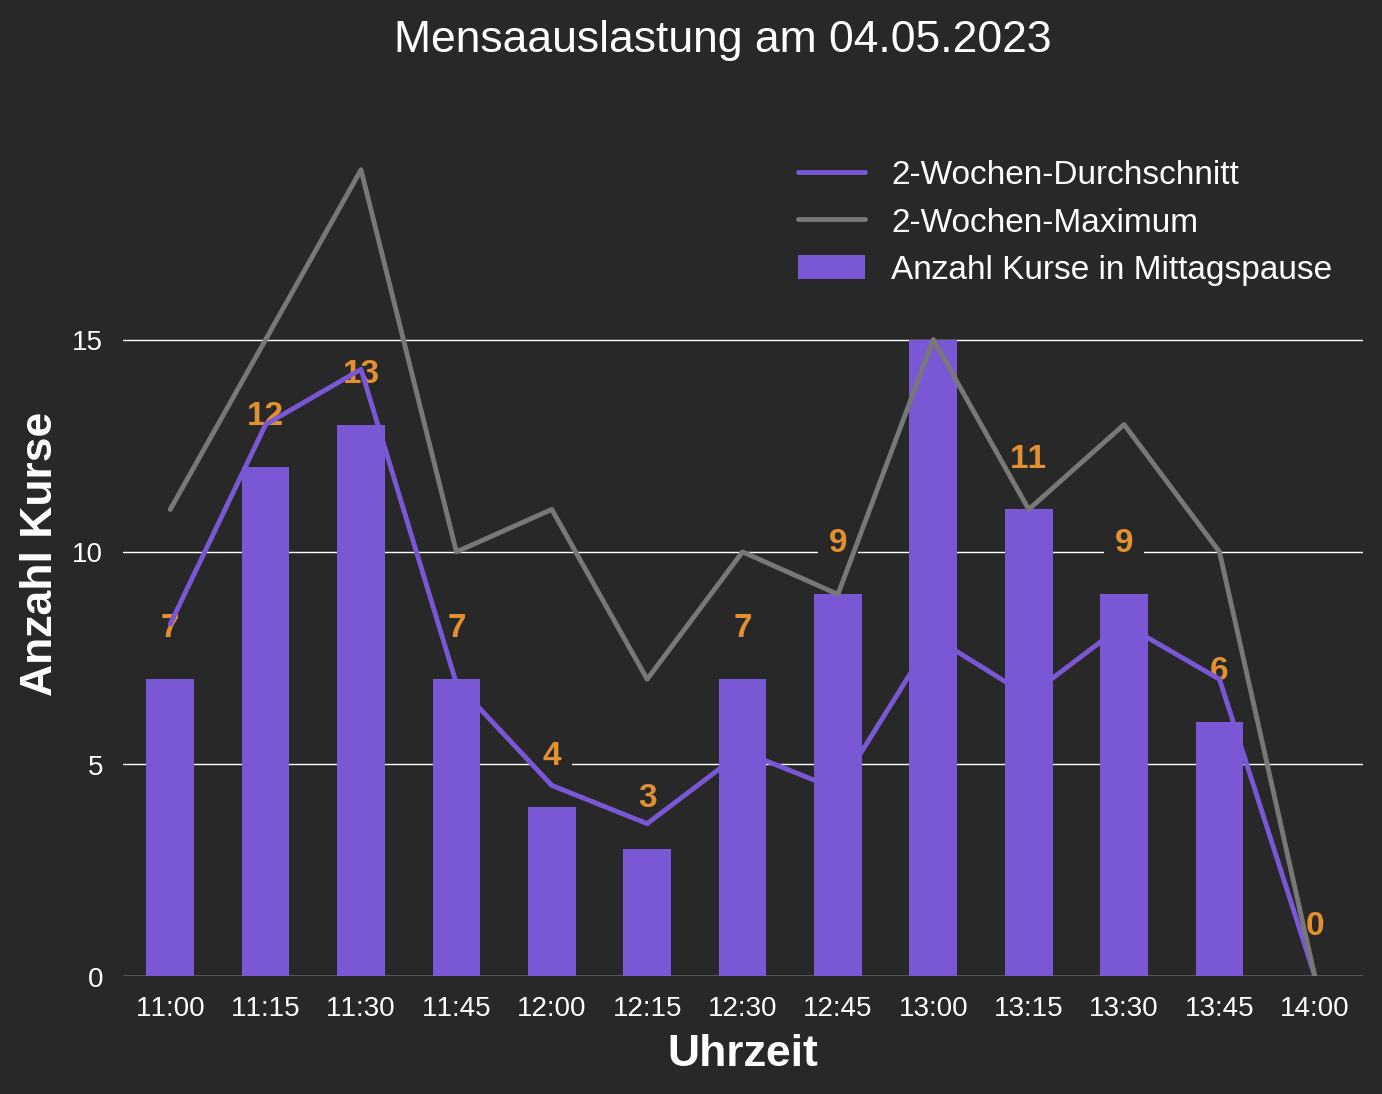 Mensaauslastung am 04.05.2023
2-Wochen-Durchschnitt
2-Wochen-Maximum
Anzahl Kurse in Mittagspause
15
13
12
11
10
9
9
7
7
7
6
5
4
3
0
0
Anzahl Kurse
11:00 11:15 11:30 11:45 12:00 12:15 12:30 12:45 13:00 13:15 13:30 13:45 14:00
Uhrzeit